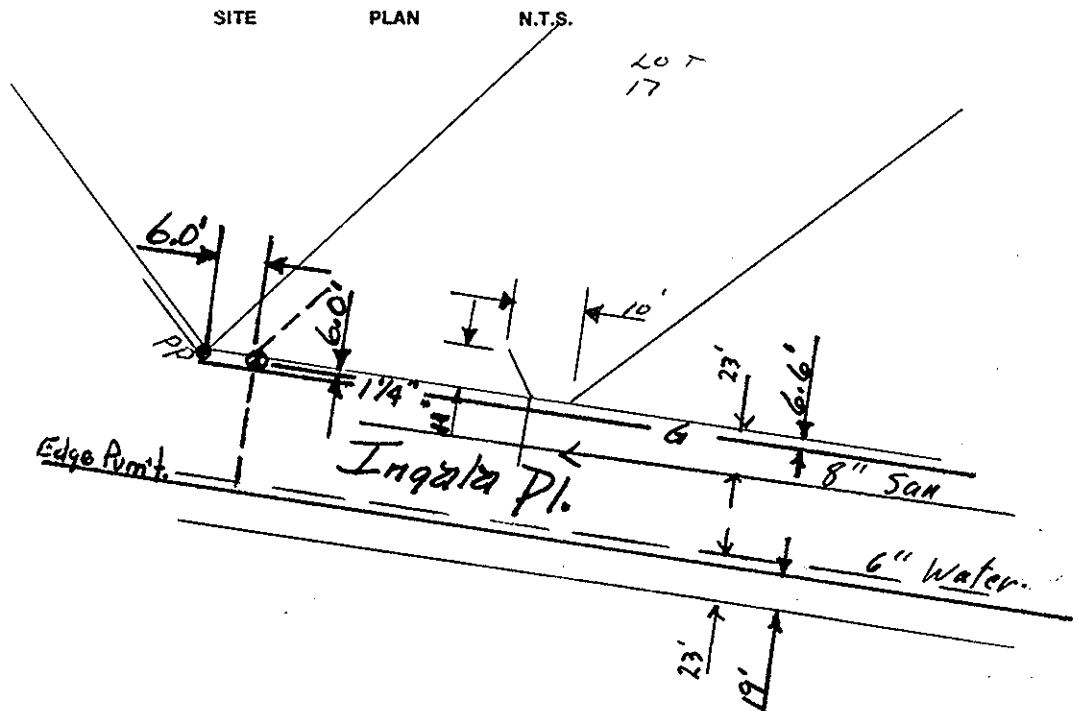 SITE PLAN N.T.S.
LOT
17
6.0'
6.0'
10'
PP
1 1/4"
23'
6.6'
G
8" San
Edge Pvm't.
Ingala Pl.
6" Water.
23'
19'